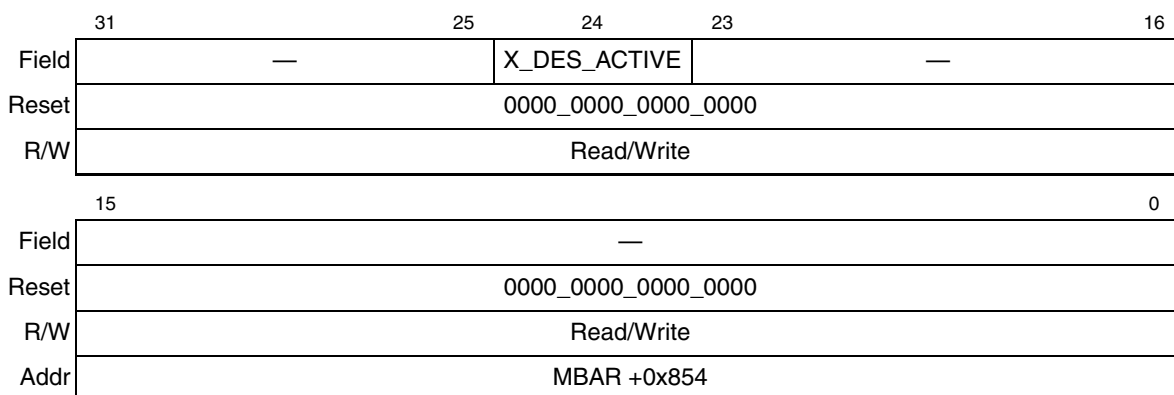 31 25 24 23 16
Field — X_DES_ACTIVE —
Reset 0000_0000_0000_0000
R/W Read/Write
15 0
Field —
Reset 0000_0000_0000_0000
R/W Read/Write
Addr MBAR +0x854